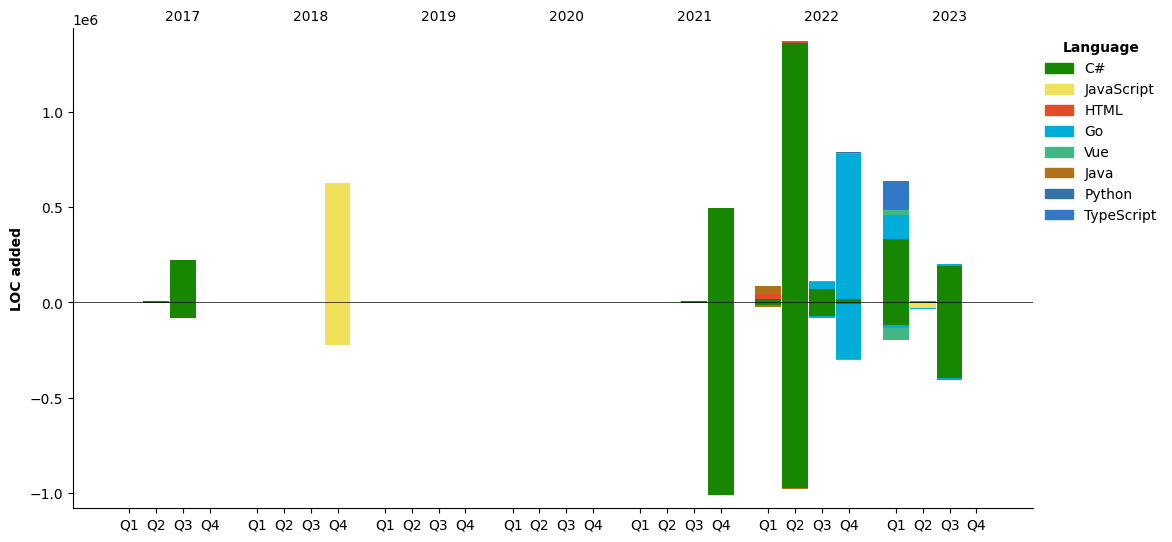 1e6
2017 2018 2019 2020 2021 2022 2023
LOC added
1.0
0.5
0.0
−0.5
−1.0
Q1 Q2 Q3 Q4 Q1 Q2 Q3 Q4 Q1 Q2 Q3 Q4 Q1 Q2 Q3 Q4 Q1 Q2 Q3 Q4 Q1 Q2 Q3 Q4 Q1 Q2 Q3 Q4
Language
C#
JavaScript
HTML
Go
Vue
Java
Python
TypeScript